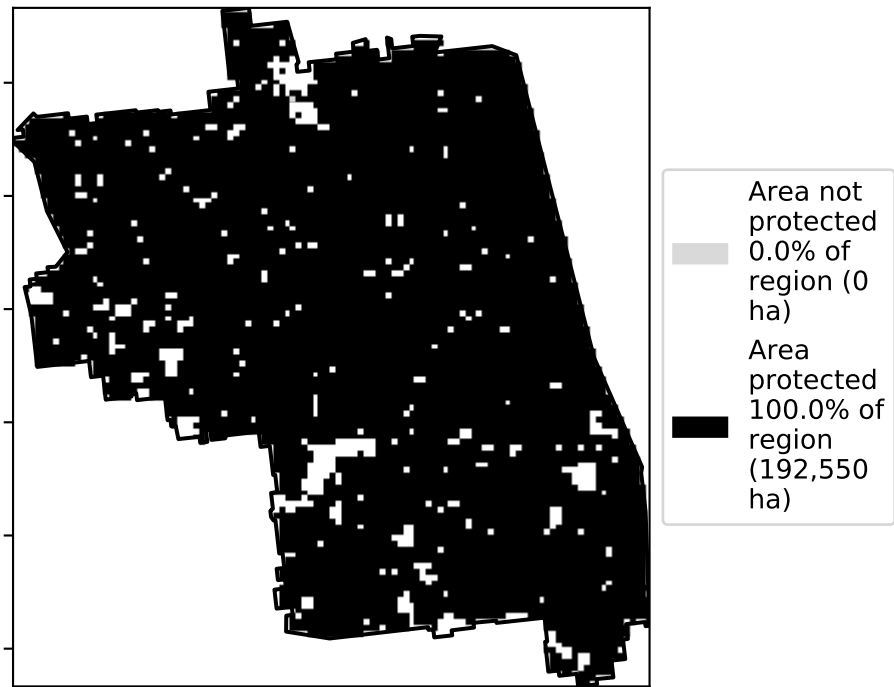 Area not
protected
0.0% of
region (0
ha)
Area
protected
100.0% of
region
(192,550
ha)